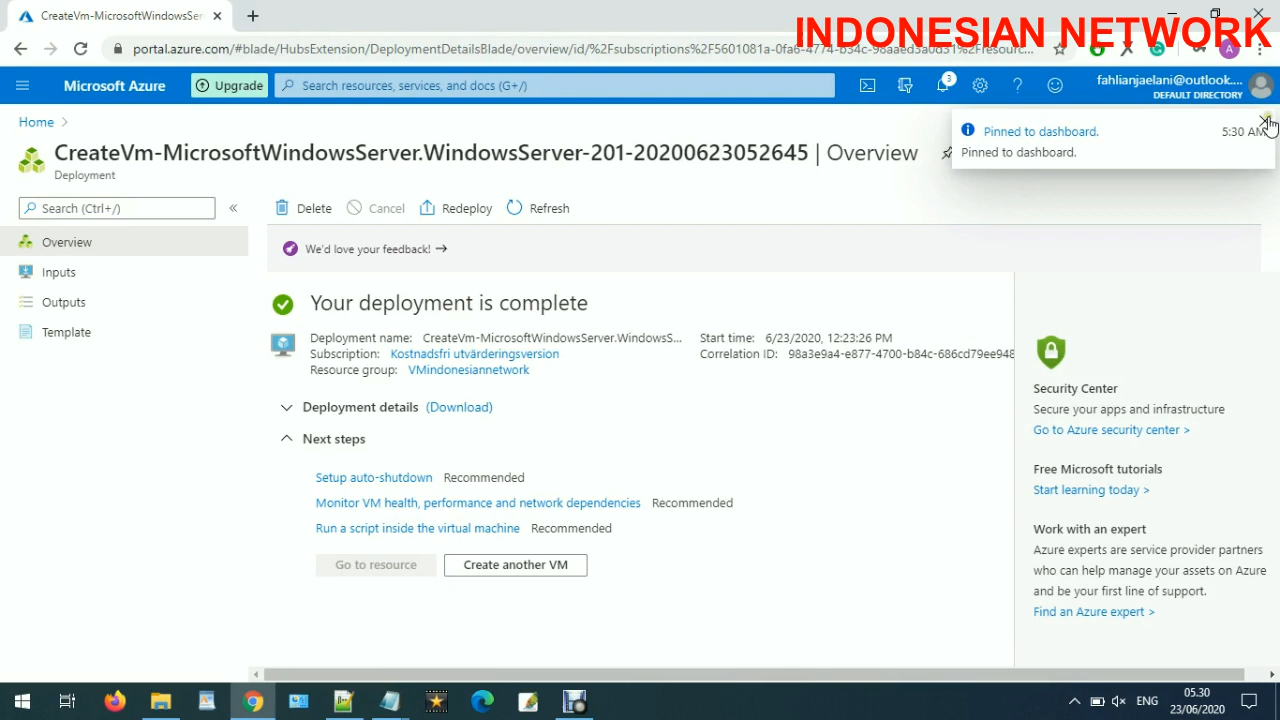 CreateVm-MicrosoftWindowsSer
INDONESIAN NETWORK
portal.azure.com/#blade/HubsExtension/DeploymentDetailsBlade/overview/id/%2Fsubscriptions%2F5601081a-0fa6-4774-b54c-98aaed3a0d51%2Fresourc...
A
Microsoft Azure
Upgrade
Search resources, services, and docs (G+/)
3
fahlianjaelani@outlook....
DEFAULT DIRECTORY
Home
Pinned to dashboard.
5:30 AM
Pinned to dashboard.
CreateVm-MicrosoftWindowsServer.WindowsServer-201-20200623052645 | Overview
Deployment
Search (Ctrl+/)
Delete
Cancel
Redeploy
Refresh
Overview
Inputs
Outputs
Template
We'd love your feedback!
Your deployment is complete
Deployment name: CreateVm-MicrosoftWindowsServer.WindowsS...
Subscription: Kostnadsfri utvärderingsversion
Resource group: VMindonesiannetwork
Start time: 6/23/2020, 12:23:26 PM
Correlation ID: 98a3e9a4-e877-4700-b84c-686cd79ee948
Deployment details (Download)
Next steps
Setup auto-shutdown Recommended
Monitor VM health, performance and network dependencies Recommended
Run a script inside the virtual machine Recommended
Go to resource
Create another VM
Security Center
Secure your apps and infrastructure
Go to Azure security center >
Free Microsoft tutorials
Start learning today >
Work with an expert
Azure experts are service provider partners
who can help manage your assets on Azure
and be your first line of support.
Find an Azure expert >
ENG
05.30
23/06/2020